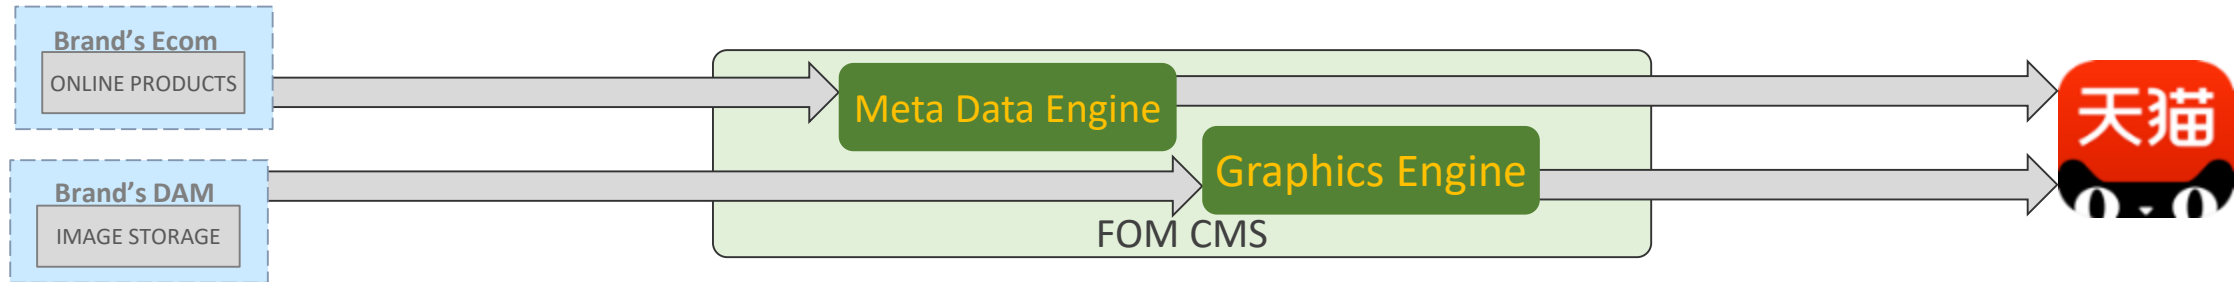 Brand's Ecom
ONLINE PRODUCTS
Meta Data Engine
天猫
Brand's DAM
IMAGE STORAGE
Graphics Engine
FOM CMS